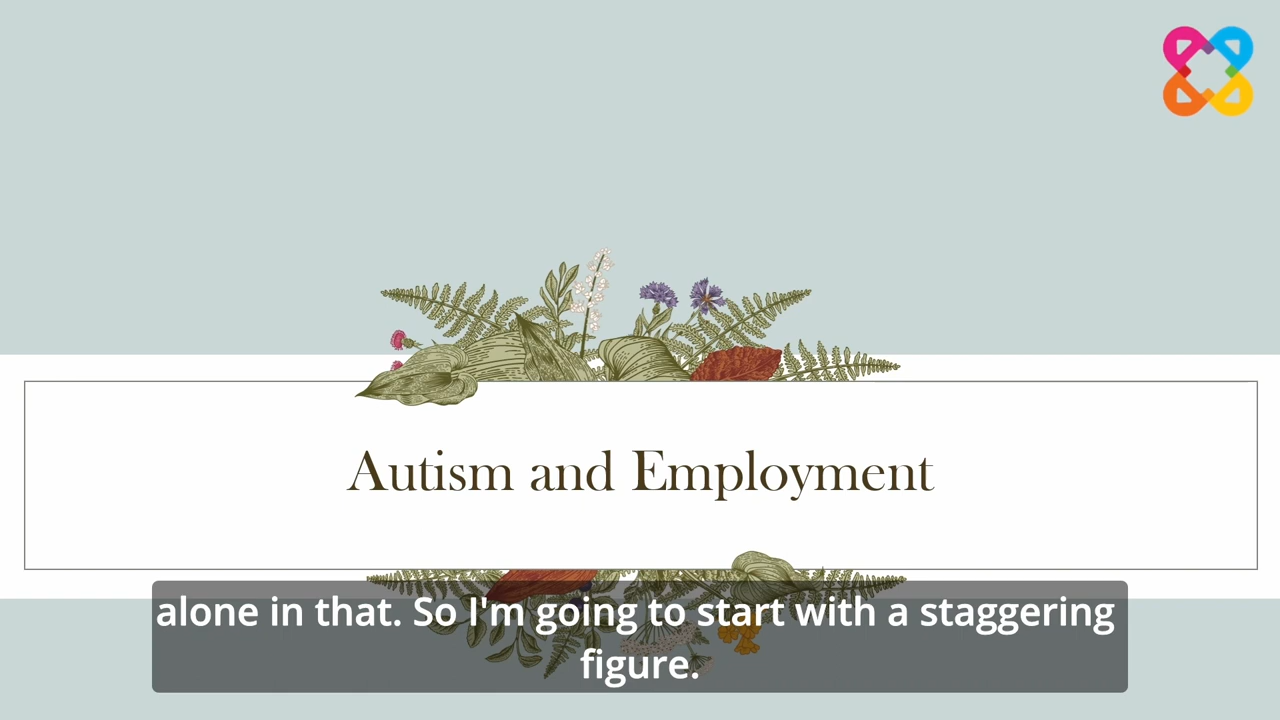 Autism and Employment
alone in that. So I'm going to start with a staggering
figure.